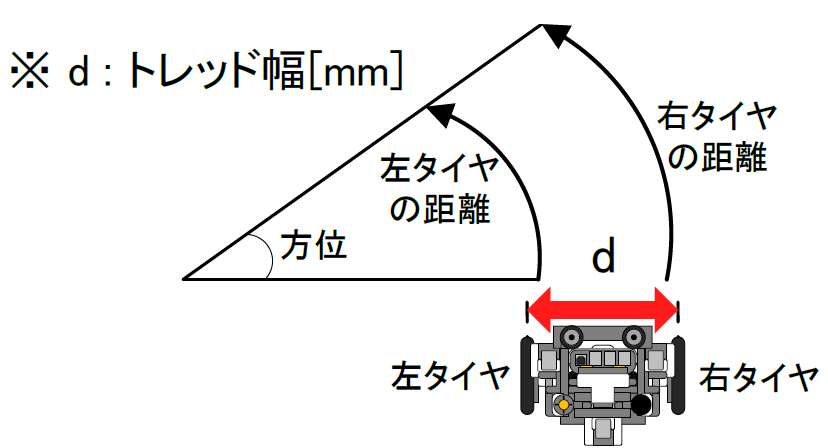 ※ d : トレッド幅[mm]
右タイヤ
の距離
左タイヤ
の距離
方位
d
左タイヤ
右タイヤ